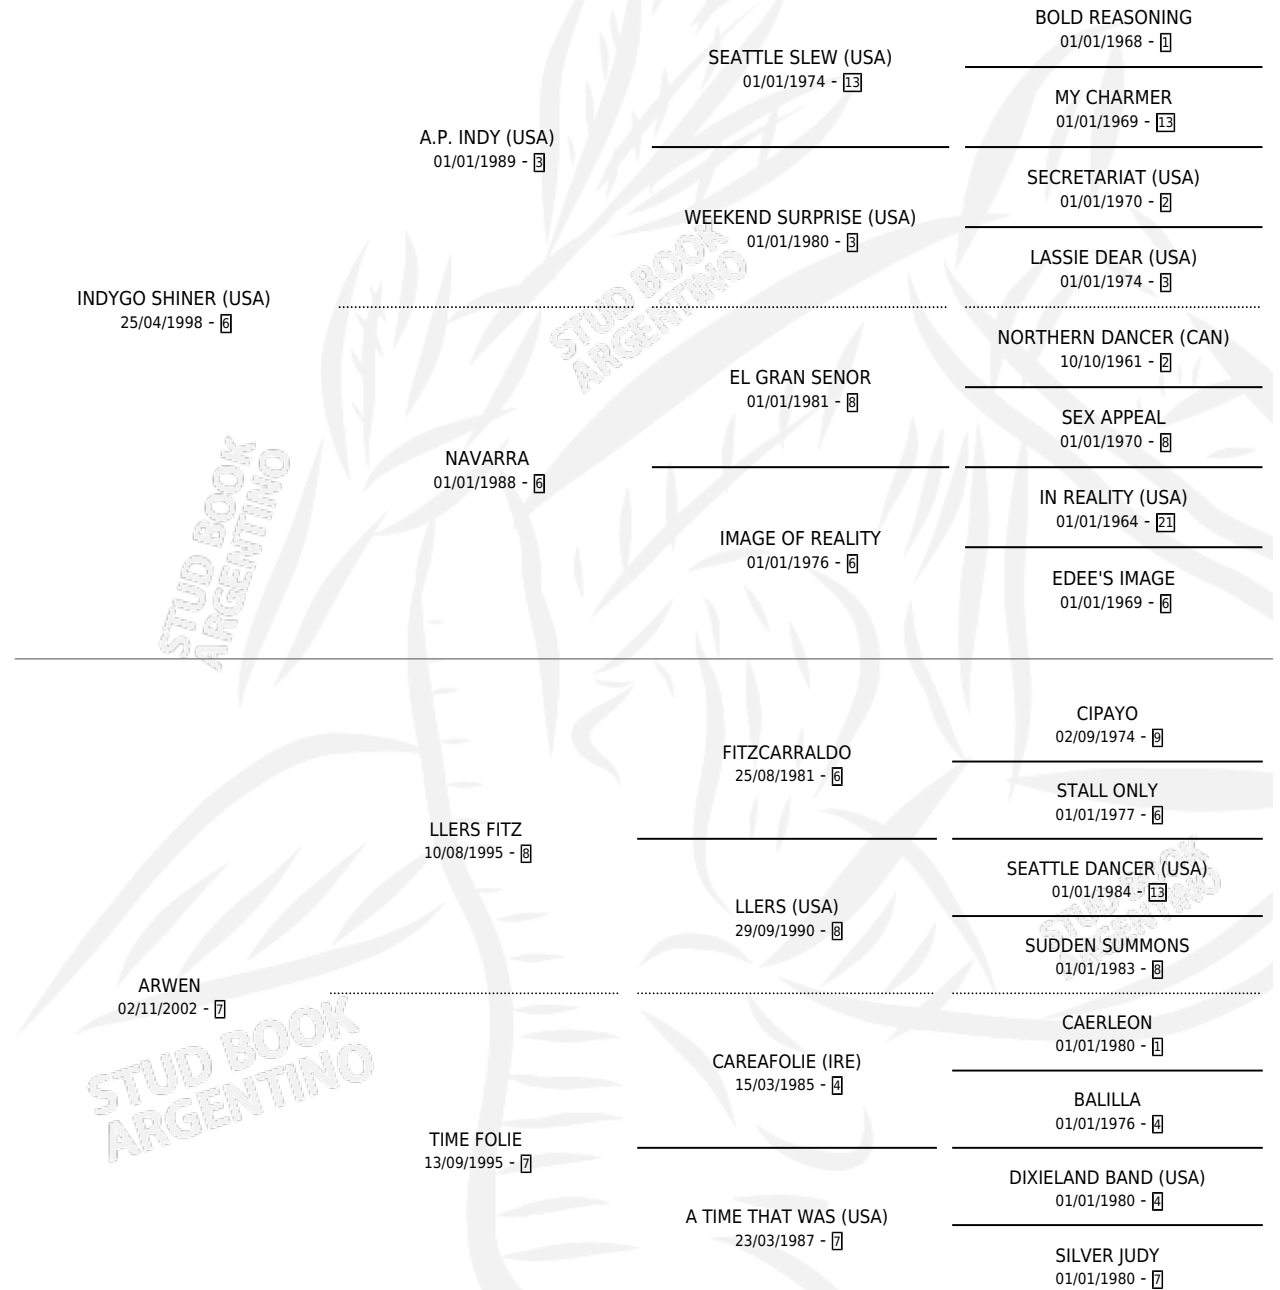 BOLD REASONING
01/01/1968 - 1
SEATTLE SLEW (USA)
01/01/1974 - 13
MY CHARMER
01/01/1969 - 13
A.P. INDY (USA)
01/01/1989 - 3
SECRETARIAT (USA)
01/01/1970 - 2
WEEKEND SURPRISE (USA)
01/01/1980 - 3
LASSIE DEAR (USA)
01/01/1974 - 3
INDYGO SHINER (USA)
25/04/1998 - 6
NORTHERN DANCER (CAN)
10/10/1961 - 2
EL GRAN SENOR
01/01/1981 - 8
SEX APPEAL
01/01/1970 - 8
NAVARRA
01/01/1988 - 6
IN REALITY (USA)
01/01/1964 - 21
IMAGE OF REALITY
01/01/1976 - 6
EDEE'S IMAGE
01/01/1969 - 6
CIPAYO
02/09/1974 - 9
FITZCARRALDO
25/08/1981 - 6
STALL ONLY
01/01/1977 - 6
LLERS FITZ
10/08/1995 - 8
SEATTLE DANCER (USA)
01/01/1984 - 13
LLERS (USA)
29/09/1990 - 8
SUDDEN SUMMONS
01/01/1983 - 8
ARWEN
02/11/2002 - 7
CAERLEON
01/01/1980 - 1
CAREAFOLIE (IRE)
15/03/1985 - 4
BALILLA
01/01/1976 - 4
TIME FOLIE
13/09/1995 - 7
DIXIELAND BAND (USA)
01/01/1980 - 4
A TIME THAT WAS (USA)
23/03/1987 - 7
SILVER JUDY
01/01/1980 - 7
STUD BOOK
ARGENTINO
STUD BOOK
ARGENTINO
STUD BOOK
ARGENTINO
STUD BOOK
ARGENTINO